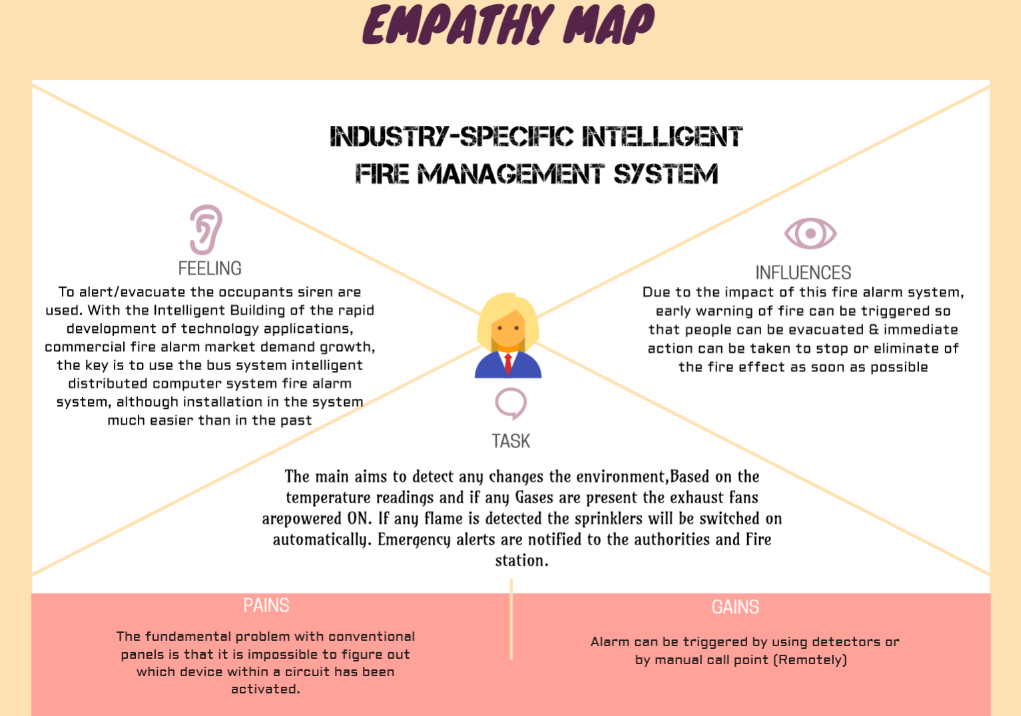 EMPATHY MAP
INDUSTRY-SPECIFIC INTELLIGENT
FIRE MANAGEMENT SYSTEM
FEELING
To alert/evacuate the occupants siren are
used. With the Intelligent Building of the rapid
development of technology applications,
commercial fire alarm market demand growth,
the key is to use the bus system intelligent
distributed computer system fire alarm
system, although installation in the system
much easier than in the past
INFLUENCES
Due to the impact of this fire alarm system,
early warning of fire can be triggered so
that people can be evacuated & immediate
action can be taken to stop or eliminate of
the fire effect as soon as possible
TASK
The main aims to detect any changes the environment,Based on the
temperature readings and if any Gases are present the exhaust fans
arepowered ON. If any flame is detected the sprinklers will be switched on
automatically. Emergency alerts are notified to the authorities and Fire
station.
PAINS
The fundamental problem with conventional
panels is that it is impossible to figure out
which device within a circuit has been
activated.
GAINS
Alarm can be triggered by using detectors or
by manual call point (Remotely)